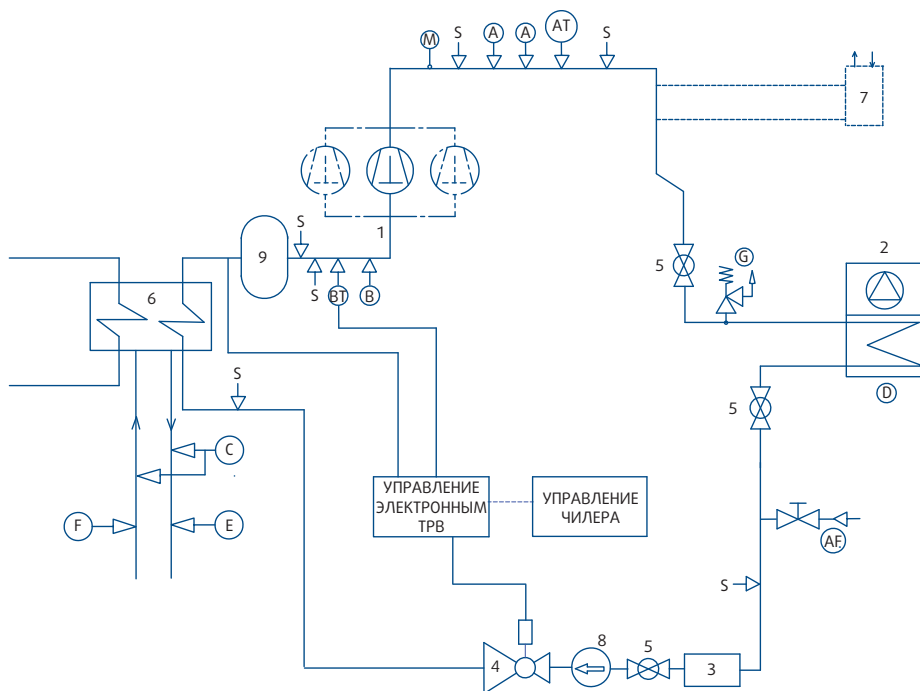 M
S
A
A
AT
S
7
1
S
9
S
BT
B
5
G
2
6
D
S
5
C
УПРАВЛЕНИЕ
ЭЛЕКТРОННЫМ
ТРВ
УПРАВЛЕНИЕ
ЧИЛЕРА
F
E
AF
S
4
8
5
3